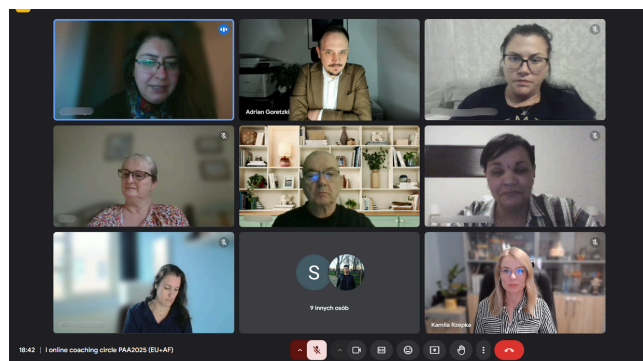 Adrian Goretzki
S
9 innych osób
Kamila Rzepka
18:42 | I online coaching circle PAA2025 (EU+AF)